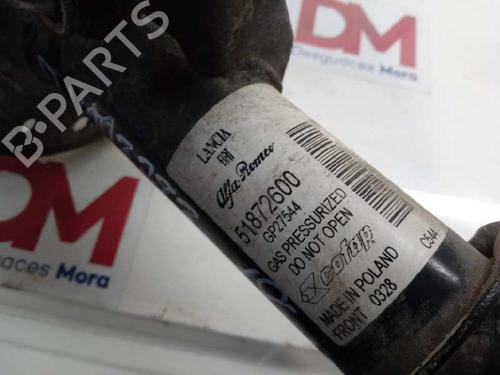 DM
Desguaces Mora
DM
Desguaces Mora
B-PARTS
LANCIA
FIAT
Alfa Romeo
51872600
GP27544
GAS PRESSURIZED
DO NOT OPEN
ecofap
MADE IN POLAND
FRONT 0328
C544